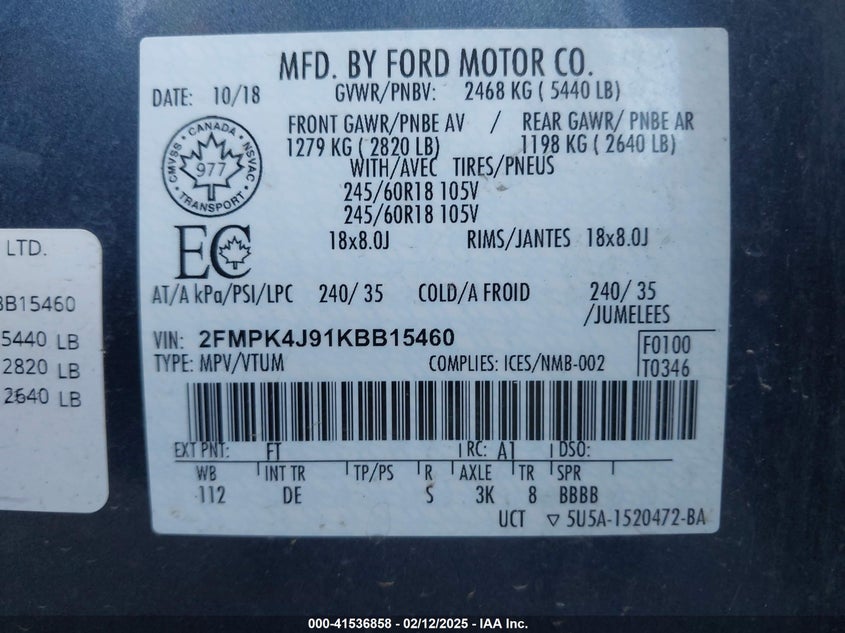 MFD. BY FORD MOTOR CO.
DATE: 10/18
GVWR/PNBV: 2468 KG ( 5440 LB)
FRONT GAWR/PNBE AV / REAR GAWR/ PNBE AR
1279 KG ( 2820 LB) 1198 KG ( 2640 LB)
WITH/AVEC TIRES/PNEUS
245/60R18 105V
245/60R18 105V
18x8.0J RIMS/JANTES 18x8.0J
CANADA
CMVSS 977 NSVAC
TRANSPORT
EC
AT/A kPa/PSI/LPC 240/ 35 COLD/A FROID 240/ 35
/JUMELEES
VIN: 2FMPK4J91KBB15460
F0100
TYPE: MPV/VTUM COMPLIES: ICES/NMB-002
T0346
EXT PNT: FT RC: A1 DSO:
WB INT TR TP/PS R AXLE TR SPR
112 DE S 3K 8 BBBB
UCT ▽ 5U5A-1520472-BA
LTD.
BB15460
5440 LB
2820 LB
2640 LB
000-41536858 - 02/12/2025 - IAA Inc.